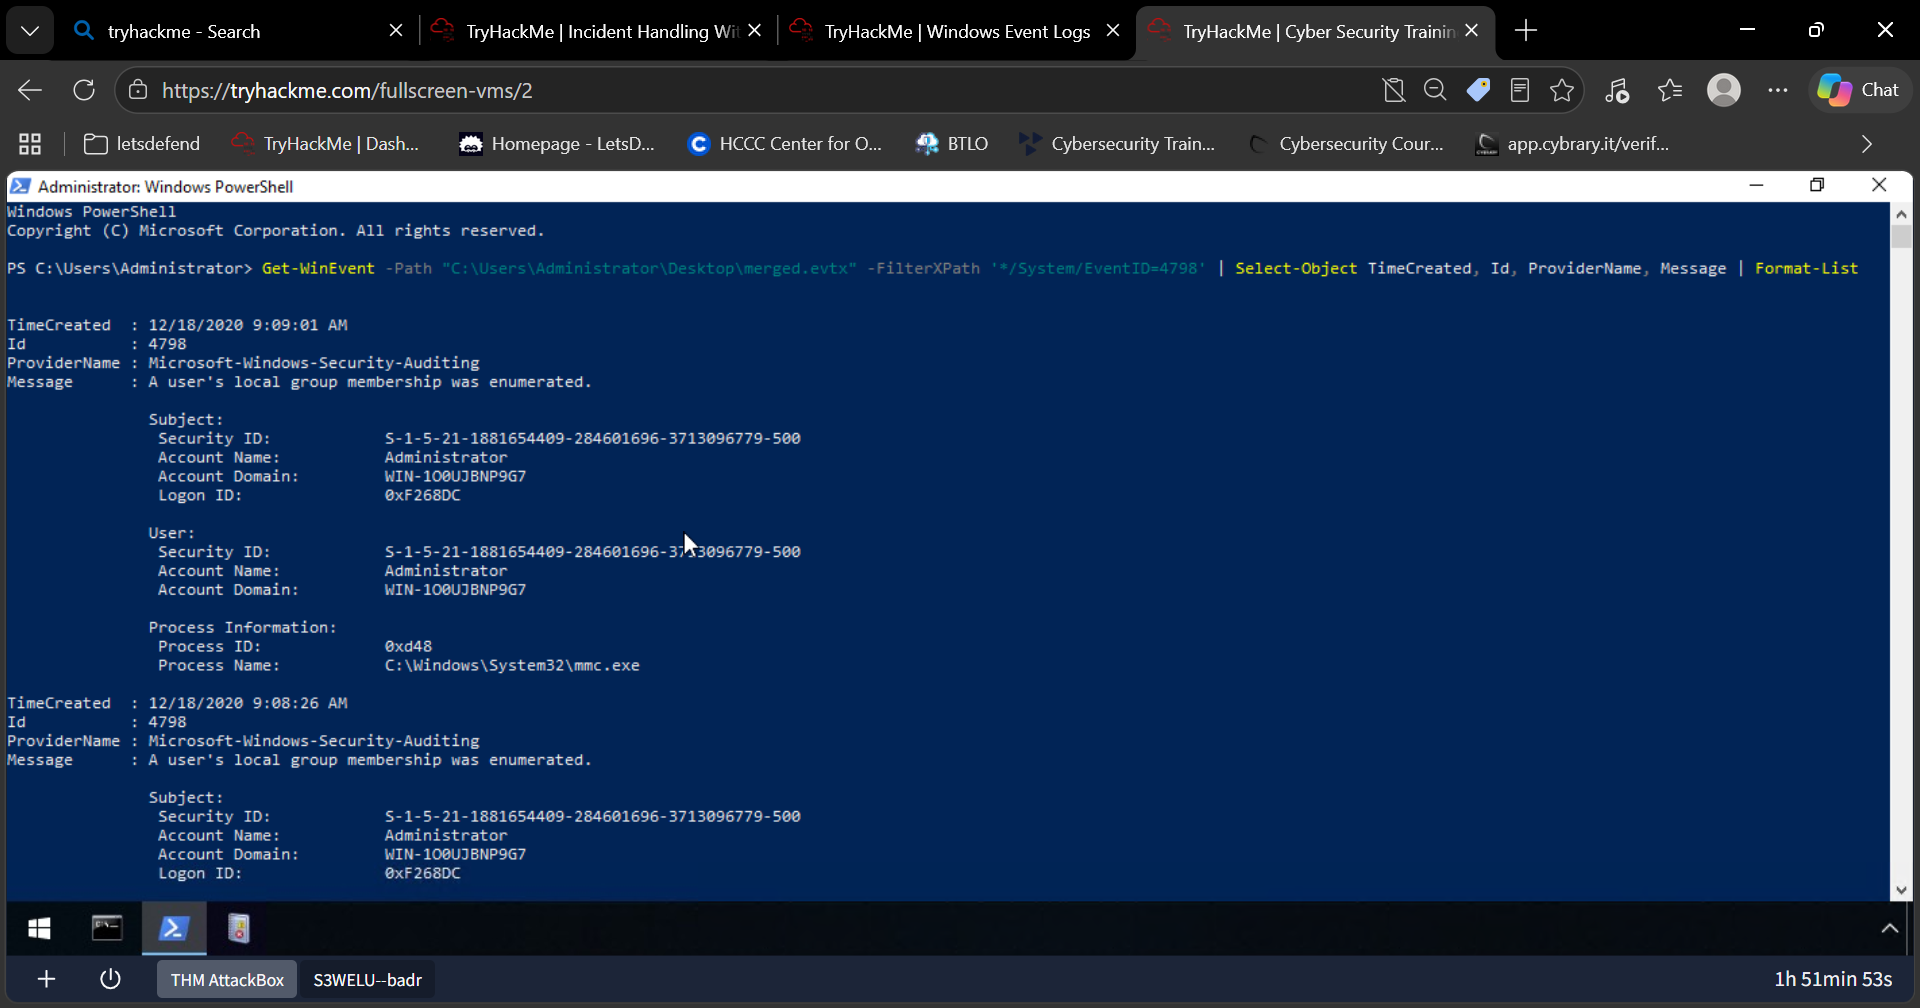 tryhackme - Search
TryHackMe | Incident Handling Wit
TryHackMe | Windows Event Logs
TryHackMe | Cyber Security Trainin
https://tryhackme.com/fullscreen-vms/2
Chat
letsdefend
TryHackMe | Dash...
Homepage - LetsD...
HCCC Center for O...
BTLO
Cybersecurity Train...
Cybersecurity Cour...
app.cybrary.it/verif...
Administrator: Windows PowerShell
Windows PowerShell
Copyright (C) Microsoft Corporation. All rights reserved.
PS C:\Users\Administrator> Get-WinEvent -Path "C:\Users\Administrator\Desktop\merged.evtx" -FilterXPath '*/System/EventID=4798' | Select-Object TimeCreated, Id, ProviderName, Message | Format-List
TimeCreated : 12/18/2020 9:09:01 AM
Id : 4798
ProviderName : Microsoft-Windows-Security-Auditing
Message : A user's local group membership was enumerated.
Subject:
Security ID: S-1-5-21-1881654409-284601696-3713096779-500
Account Name: Administrator
Account Domain: WIN-1O0UJBNP9G7
Logon ID: 0xF268DC
User:
Security ID: S-1-5-21-1881654409-284601696-3713096779-500
Account Name: Administrator
Account Domain: WIN-1O0UJBNP9G7
Process Information:
Process ID: 0xd48
Process Name: C:\Windows\System32\mmc.exe
TimeCreated : 12/18/2020 9:08:26 AM
Id : 4798
ProviderName : Microsoft-Windows-Security-Auditing
Message : A user's local group membership was enumerated.
Subject:
Security ID: S-1-5-21-1881654409-284601696-3713096779-500
Account Name: Administrator
Account Domain: WIN-1O0UJBNP9G7
Logon ID: 0xF268DC
THM AttackBox
S3WELU--badr
1h 51min 53s